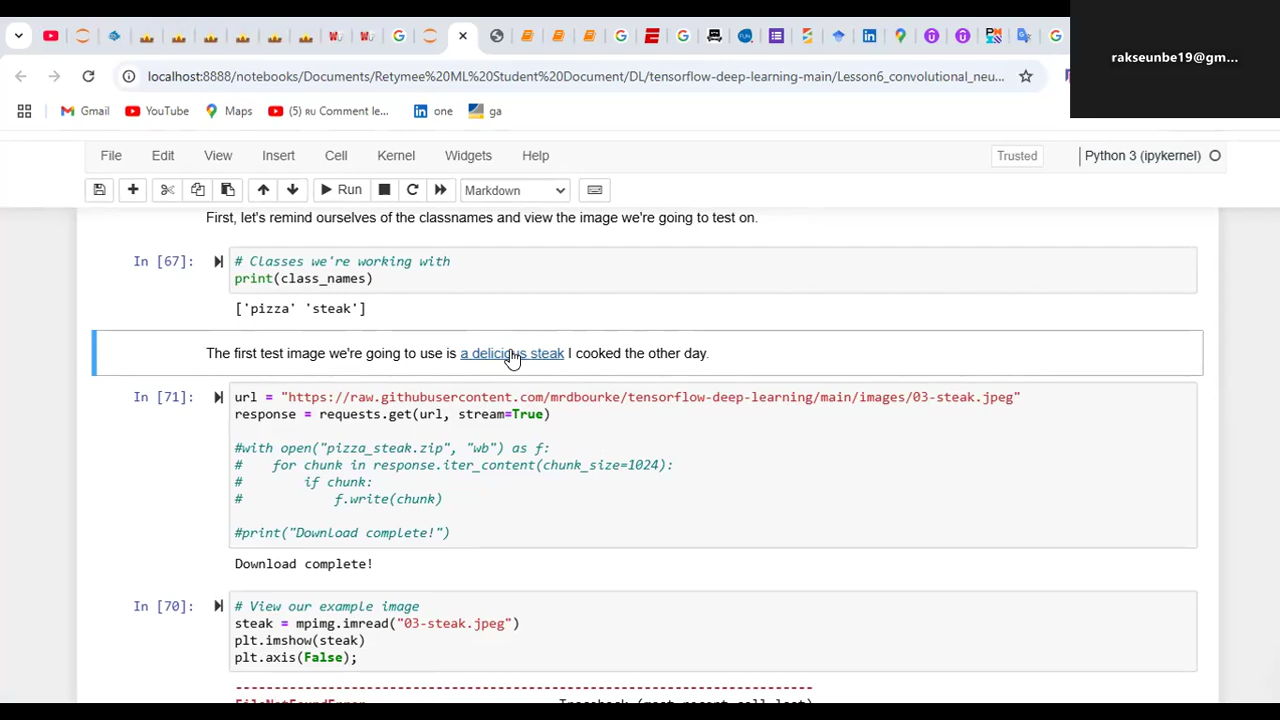 rakseunbe19@gm...
localhost:8888/notebooks/Documents/Retymee%20ML%20Student%20Document/DL/tensorflow-deep-learning-main/Lesson6_convolutional_neu...
Gmail YouTube Maps (5) ยน Comment le... one ga
File Edit View Insert Cell Kernel Widgets Help Trusted Python 3 (ipykernel)
Run Markdown
First, let's remind ourselves of the classnames and view the image we're going to test on.
In [67]: # Classes we're working with
print(class_names)
['pizza' 'steak']
The first test image we're going to use is a delicious steak I cooked the other day.
In [71]: url = "https://raw.githubusercontent.com/mrdbourke/tensorflow-deep-learning/main/images/03-steak.jpeg"
response = requests.get(url, stream=True)
#with open("pizza_steak.zip", "wb") as f:
#    for chunk in response.iter_content(chunk_size=1024):
#        if chunk:
#            f.write(chunk)
#print("Download complete!")
Download complete!
In [70]: # View our example image
steak = mpimg.imread("03-steak.jpeg")
plt.imshow(steak)
plt.axis(False);
---------------------------------------------------------------------------